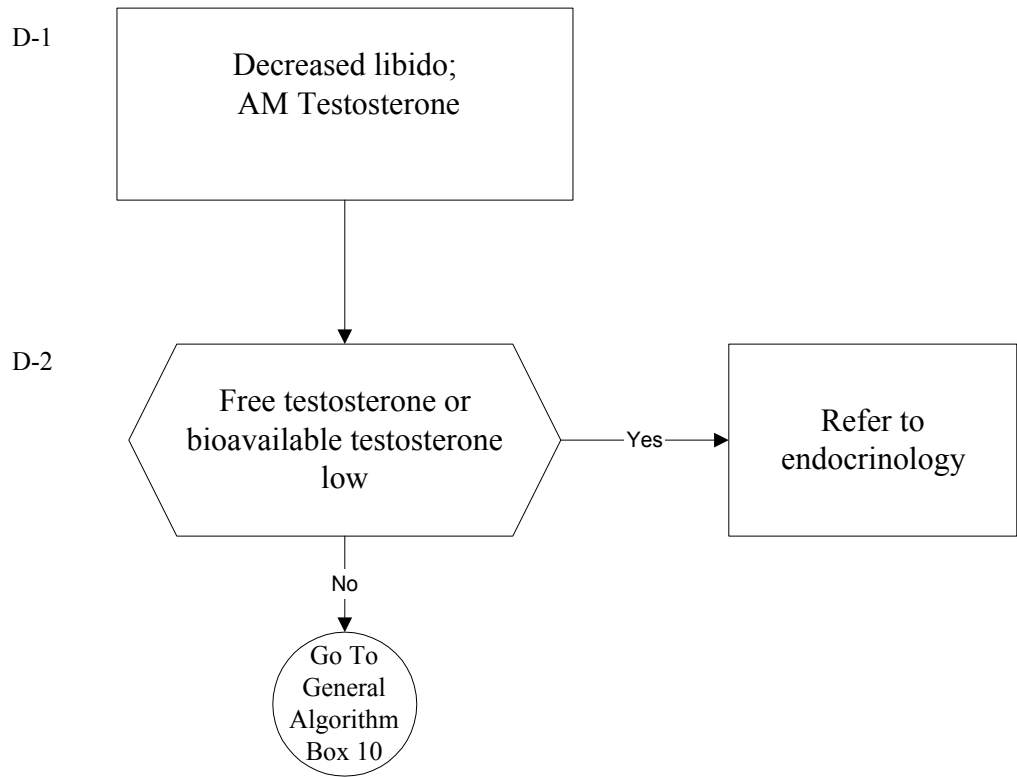 D-1
Decreased libido;
AM Testosterone
D-2
Free testosterone or
bioavailable testosterone
low
Yes
Refer to
endocrinology
No
Go To
General
Algorithm
Box 10